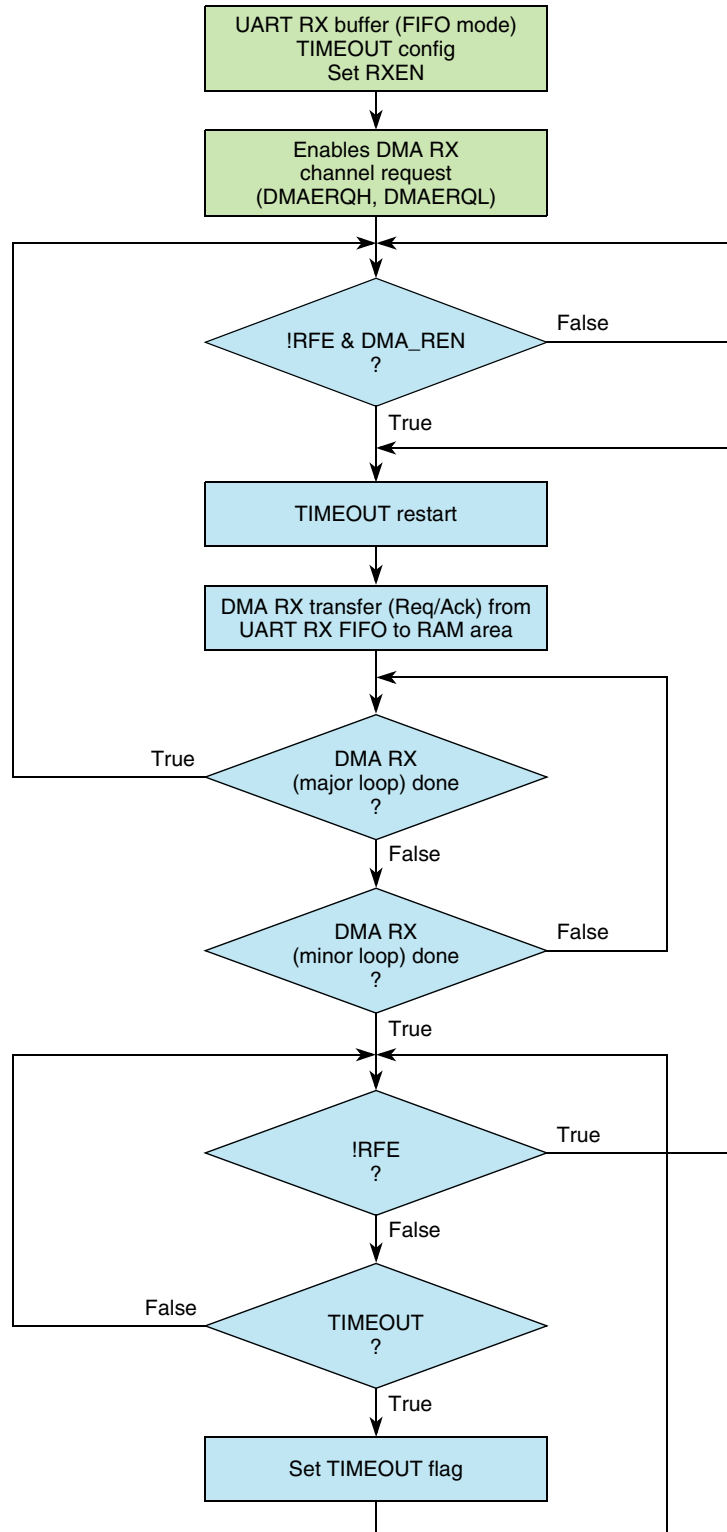 UART RX buffer (FIFO mode)
TIMEOUT config
Set RXEN
Enables DMA RX
channel request
(DMAERQH, DMAERQL)
!RFE & DMA_REN
?
False
True
TIMEOUT restart
DMA RX transfer (Req/Ack) from
UART RX FIFO to RAM area
True
DMA RX
(major loop) done
?
False
DMA RX
(minor loop) done
?
False
True
!RFE
?
True
False
False
TIMEOUT
?
True
Set TIMEOUT flag